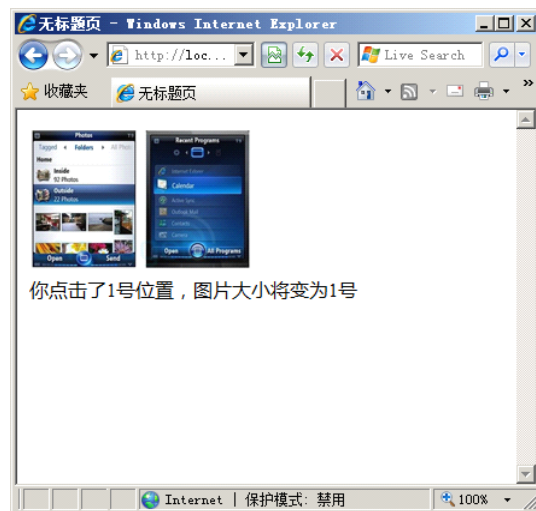 无标题页 - Windows Internet Explorer
http://loc...
Live Search
收藏夹
无标题页
Photos
Tagged
Folders
All Phot
Home
Inside
92 Photos
Outside
22 Photos
Open
Send
Recent Programs
Internet Explorer
Calendar
Active Sync
Outlook Mail
Contacts
Camera
Open
All Programs
你点击了1号位置，图片大小将变为1号
Internet | 保护模式: 禁用
100%